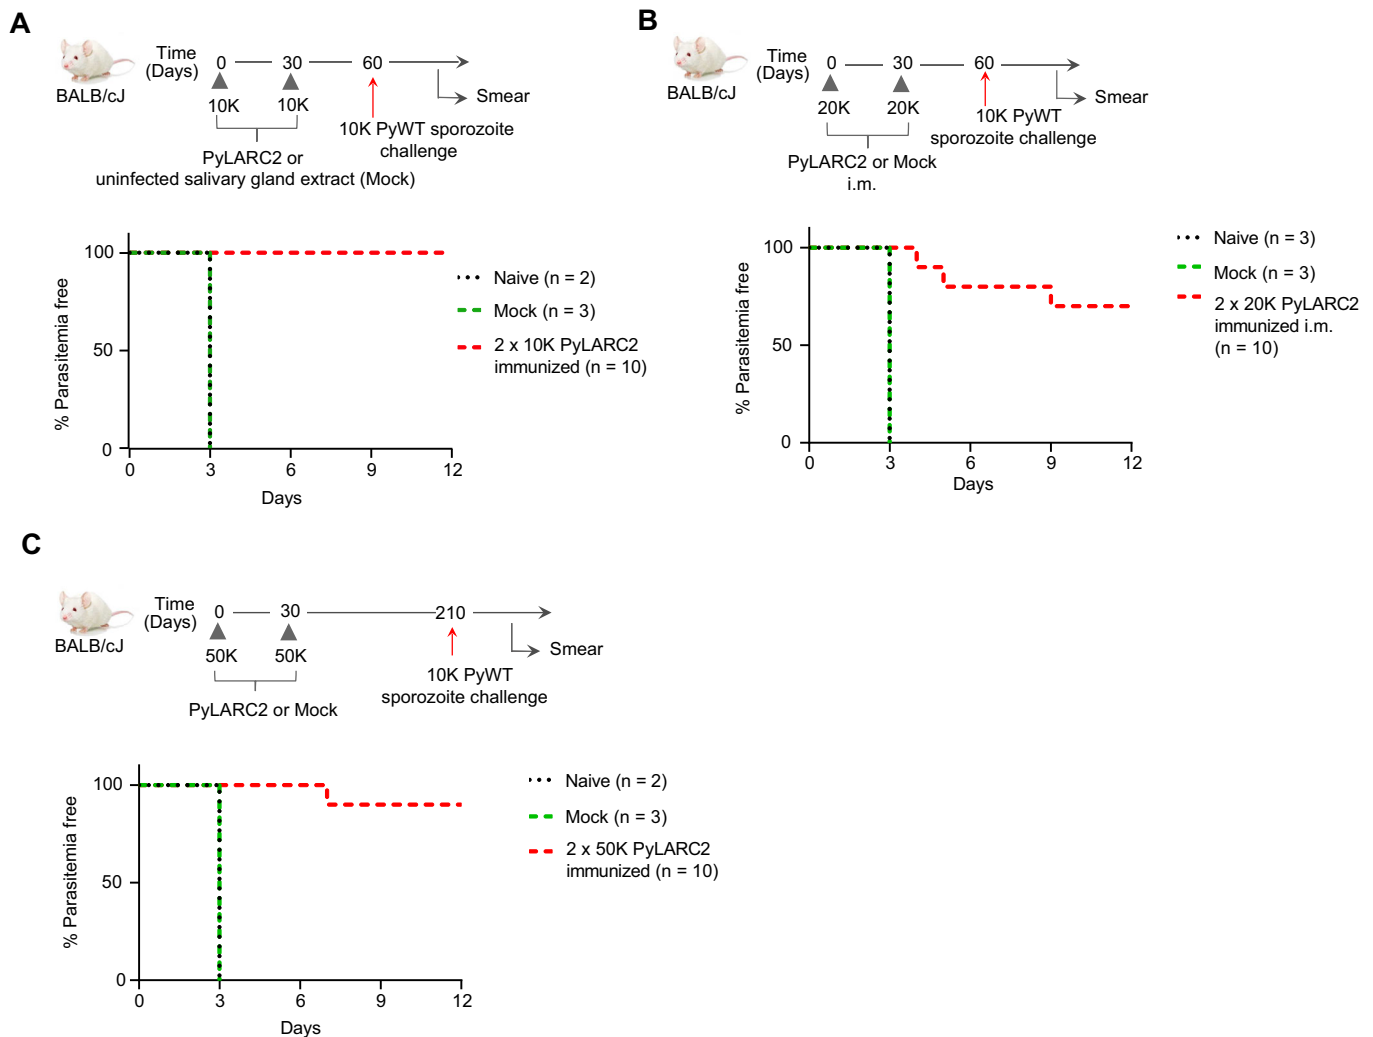 A
Time
(Days)
0
30
60
BALB/cJ
10K
10K
Smear
10K PyWT sporozoite
challenge
PyLARC2 or
uninfected salivary gland extract (Mock)
% Parasitemia free
100
50
0
0
3
6
9
12
Days
Naive (n = 2)
Mock (n = 3)
2 x 10K PyLARC2
immunized (n = 10)
B
Time
(Days)
0
30
60
BALB/cJ
20K
20K
Smear
10K PyWT
sporozoite challenge
PyLARC2 or Mock
i.m.
% Parasitemia free
100
50
0
0
3
6
9
12
Days
Naive (n = 3)
Mock (n = 3)
2 x 20K PyLARC2
immunized i.m.
(n = 10)
C
Time
(Days)
0
30
210
BALB/cJ
50K
50K
Smear
10K PyWT
sporozoite challenge
PyLARC2 or Mock
% Parasitemia free
100
50
0
0
3
6
9
12
Days
Naive (n = 2)
Mock (n = 3)
2 x 50K PyLARC2
immunized (n = 10)